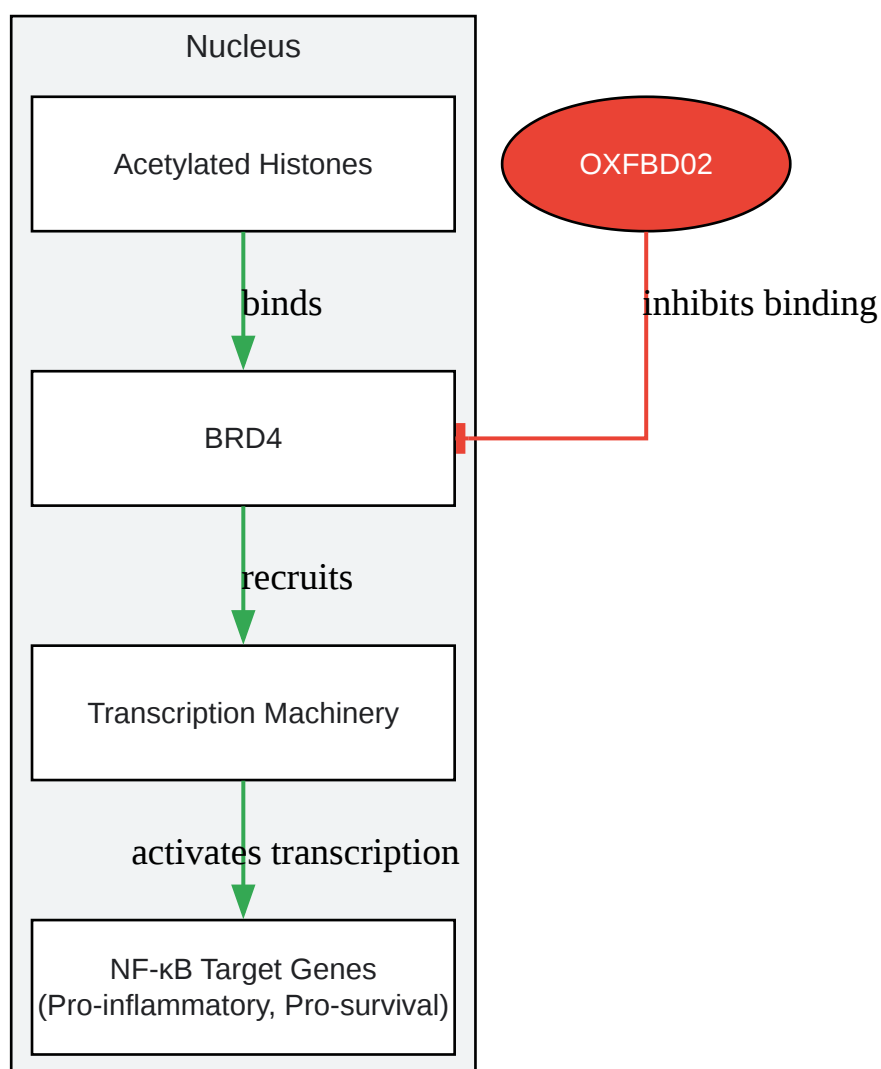 Nucleus
Acetylated Histones
OXFBD02
binds
inhibits binding
BRD4
recruits
Transcription Machinery
activates transcription
NF-κB Target Genes
(Pro-inflammatory, Pro-survival)